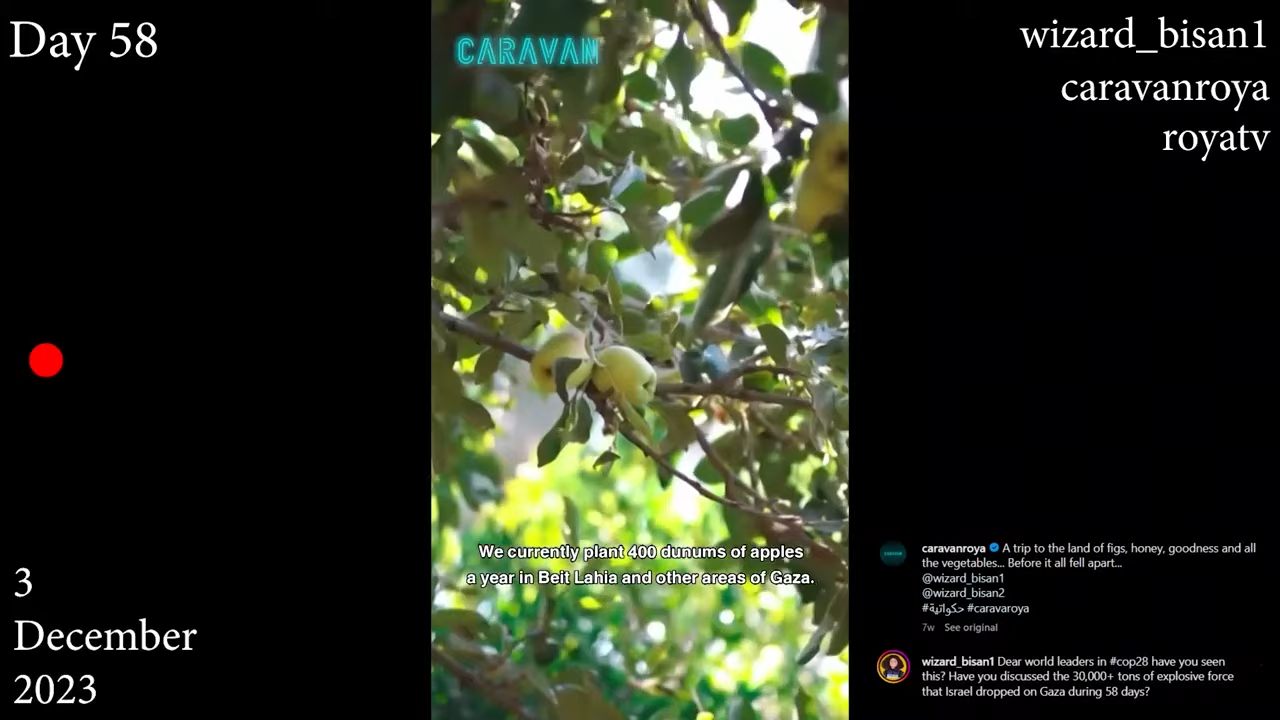 Day 58
CARAVAN
wizard_bisan1
caravanroya
royatv
We currently plant 400 dunums of apples
a year in Beit Lahia and other areas of Gaza.
3
December
2023
caravanroya A trip to the land of figs, honey, goodness and all
the vegetables... Before it all fell apart...
@wizard_bisan1
@wizard_bisan2
#حكواتية #caravaroya
7w See original
wizard_bisan1 Dear world leaders in #cop28 have you seen
this? Have you discussed the 30,000+ tons of explosive force
that Israel dropped on Gaza during 58 days?